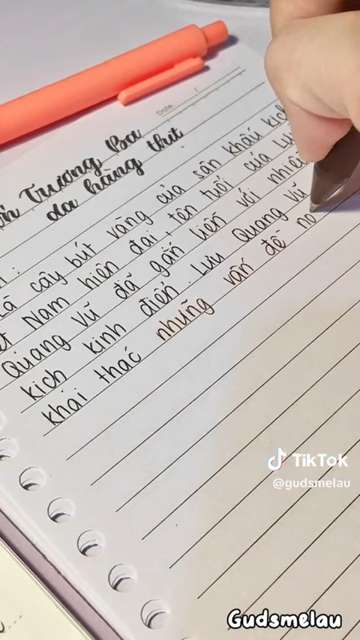 Date / /
Trương Ba
da hàng thịt
là cây bút vàng của sân khấu kịch
Nam hiện đại, tên tuổi của Lưu
Quang Vũ đã gắn liền với nhiều
kịch kinh điển. Lưu Quang Vũ
khai thác những vấn đề nó
TikTok
@gudsmelau
Gudsmelau